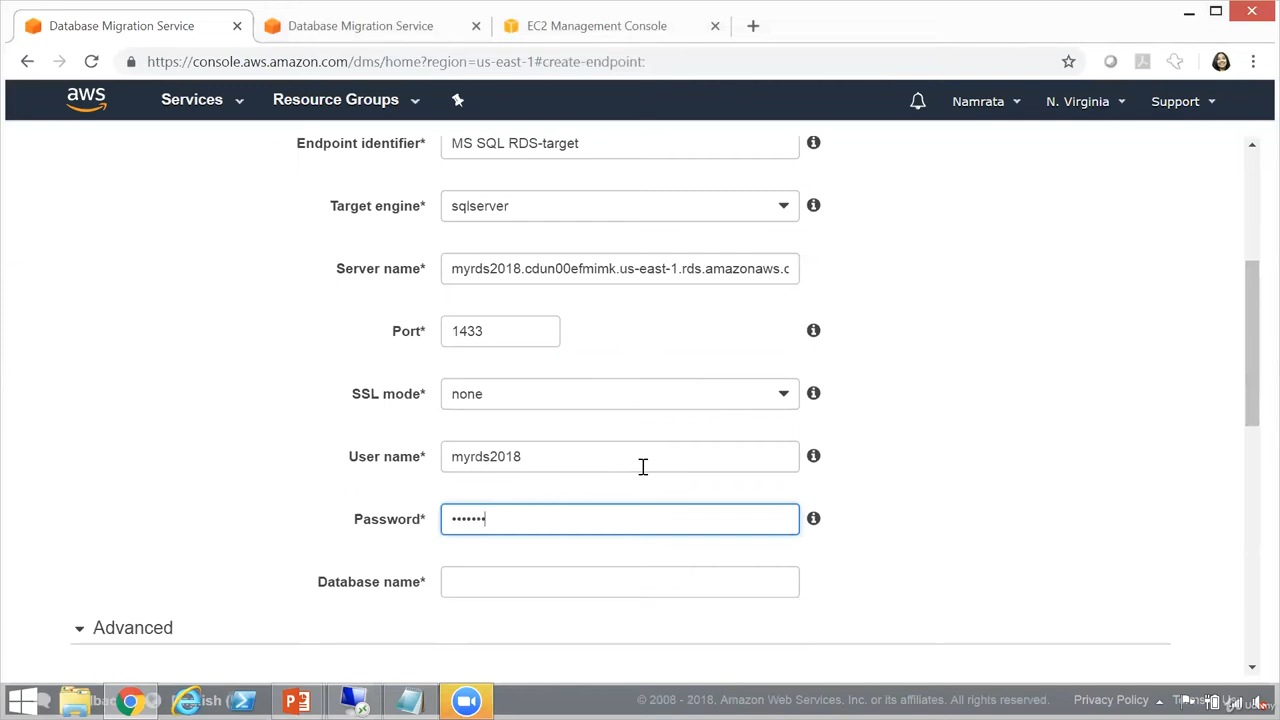 Database Migration Service
Database Migration Service
EC2 Management Console
https://console.aws.amazon.com/dms/home?region=us-east-1#create-endpoint:
aws
Services
Resource Groups
Namrata
N. Virginia
Support
Endpoint identifier*
MS SQL RDS-target
Target engine*
sqlserver
Server name*
myrds2018.cdun00efmimk.us-east-1.rds.amazonaws.c
Port*
1433
SSL mode*
none
User name*
myrds2018
Password*
•••••••
Database name*
Advanced
© 2008 - 2018, Amazon Web Services, Inc. or its affiliates. All rights reserved.
Privacy Policy